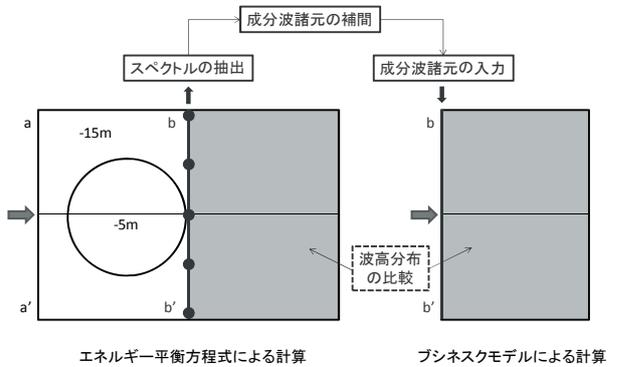 成分波諸元の補間
スペクトルの抽出
成分波諸元の入力
a
b
b
-15m
-5m
波高分布
の比較
a’
b’
b’
エネルギー平衡方程式による計算
ブシネスクモデルによる計算